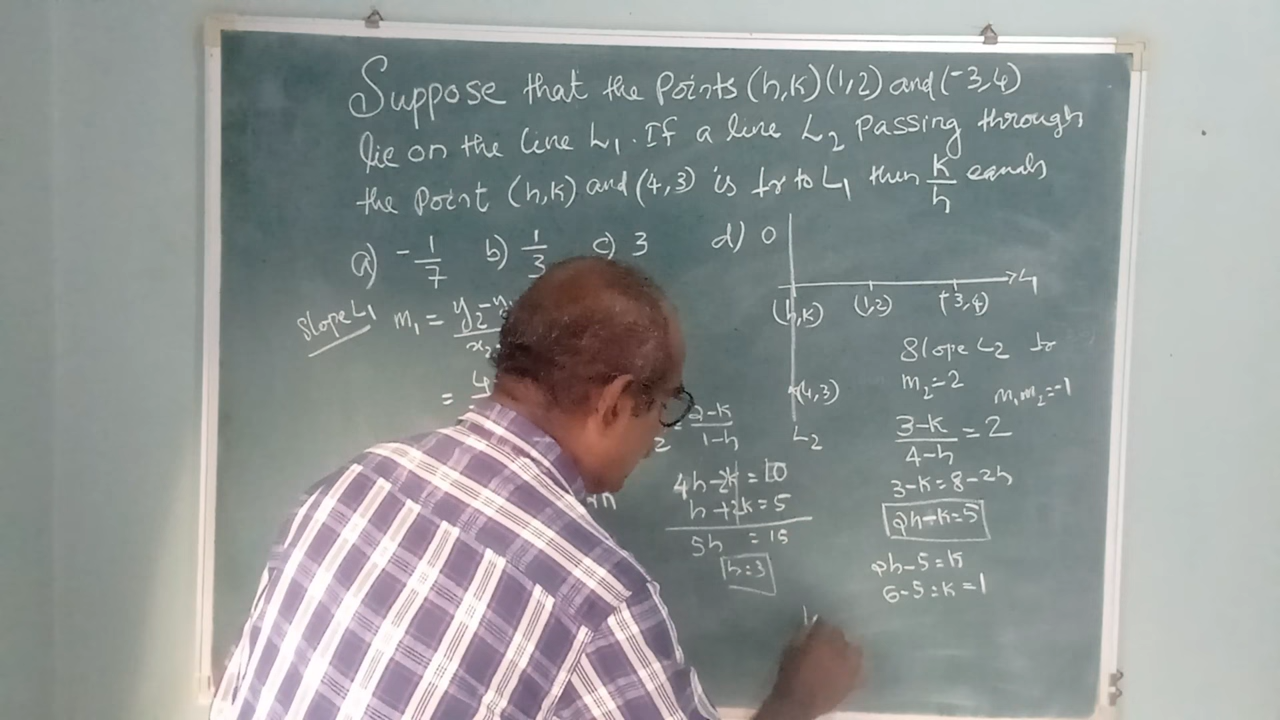 Suppose that the Points (h,k) (1,2) and (-3,4)
lie on the line L1. If a line L2 Passing through
the Point (h,k) and (4,3) is ⊥r to L1 then k/h equals
a) -1/7 b) 1/3 c) 3 d) 0
L1
(h,k) (1,2) (-3,4)
(4,3)
L2
Slope L1 m1 = y2-y
x2
= 4
2 = 2-k/1-h
4h-2k=10
h+2k=5
5h =15
h=3
Slope L2 ⊥r
m2=2 m1m2=-1
3-k/4-h = 2
3-k=8-2h
2h-k=5
2h-5=k
6-5=k=1